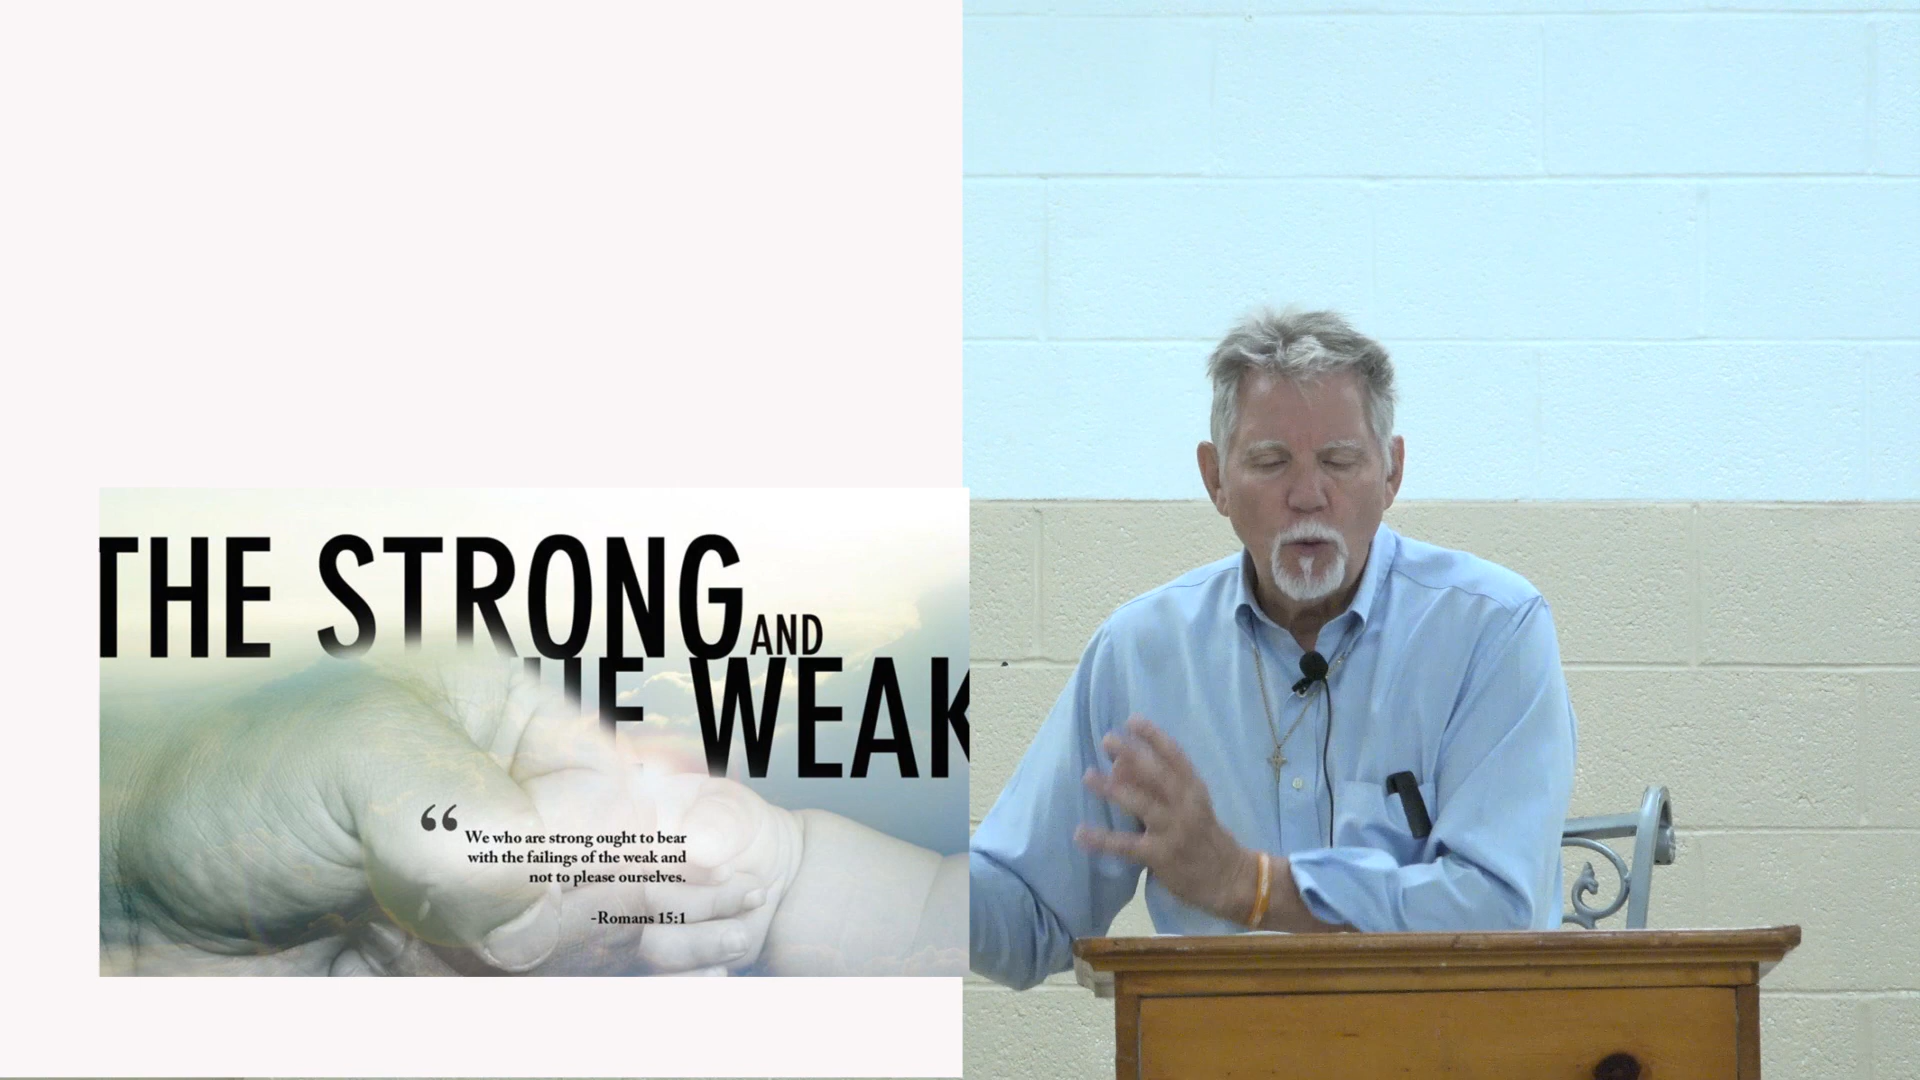 THE STRONG AND
THE WEAK
“ We who are strong ought to bear
with the failings of the weak and
not to please ourselves.
-Romans 15:1